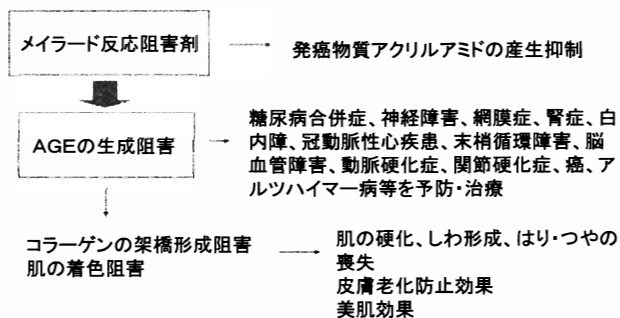 メイラード反応阻害剤
発癌物質アクリルアミドの産生抑制
AGEの生成阻害
糖尿病合併症、神経障害、網膜症、腎症、白
内障、冠動脈性心疾患、末梢循環障害、脳
血管障害、動脈硬化症、関節硬化症、癌、ア
ルツハイマー病等を予防・治療
コラーゲンの架橋形成阻害
肌の着色阻害
肌の硬化、しわ形成、はり・つやの
喪失
皮膚老化防止効果
美肌効果